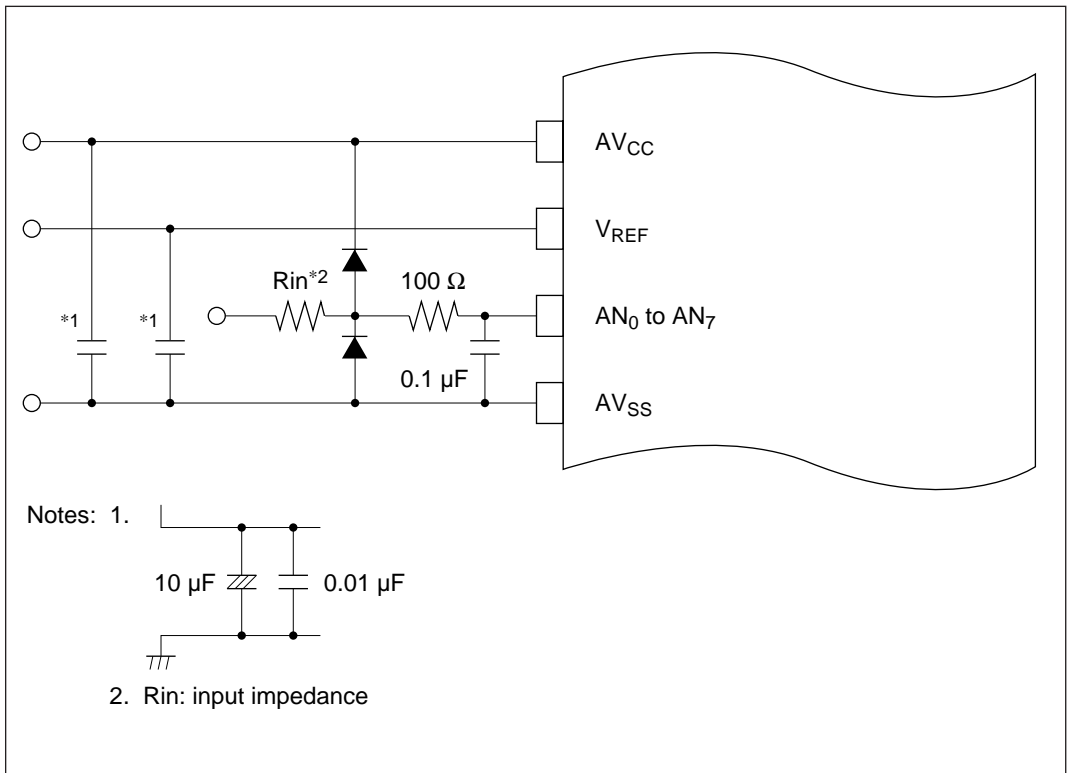 AVCC
VREF
Rin*2
100 Ω
*1
*1
AN0 to AN7
0.1 µF
AVSS
Notes: 1.
10 µF
0.01 µF
2. Rin: input impedance